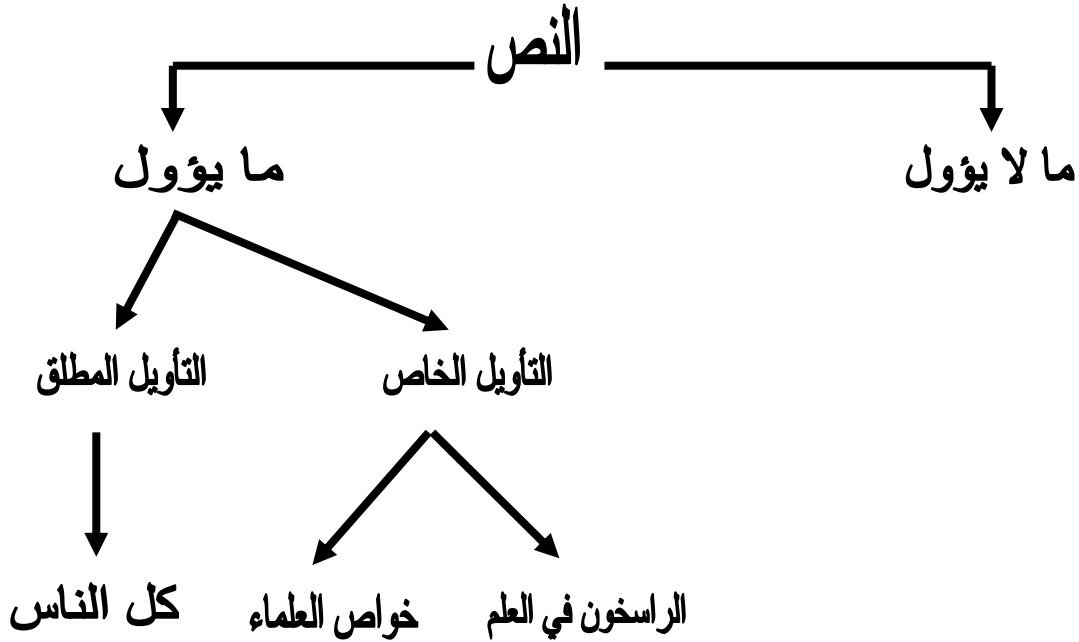 النص
ما لا يؤول
ما يؤول
التأويل الخاص
التأويل المطلق
الراسخون في العلم
خواص العلماء
كل الناس